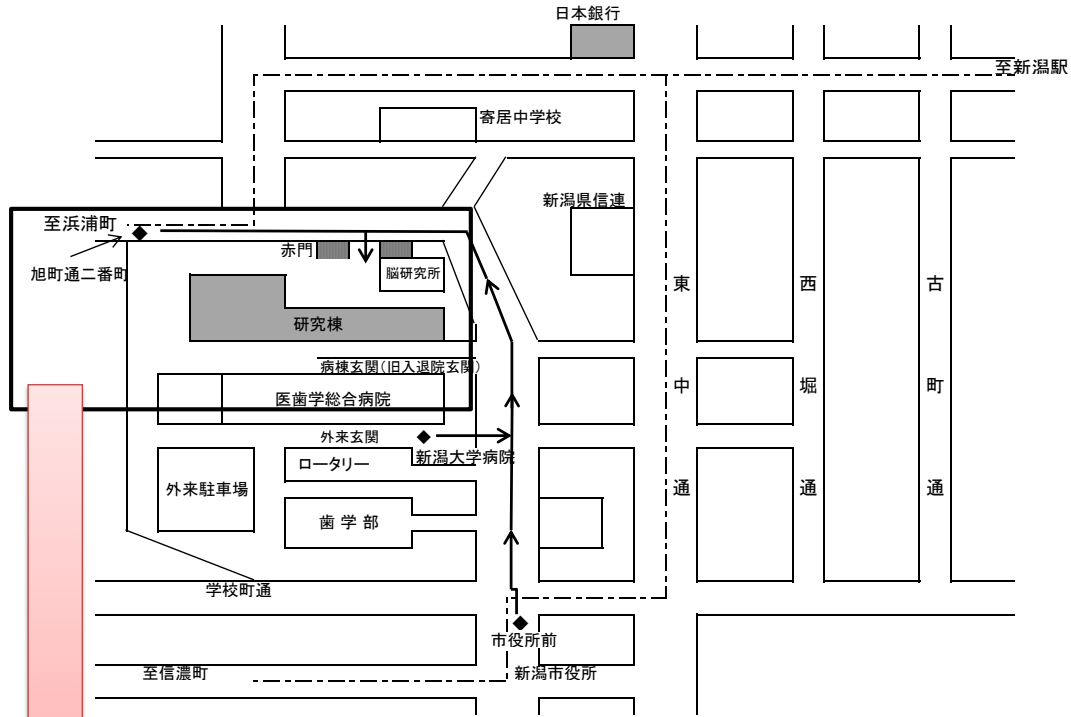 日本銀行
至新潟駅
寄居中学校
新潟県信連
至浜浦町
旭町通二番町
赤門
脳研究所
研究棟
病棟玄関(旧入退院玄関)
医歯学総合病院
外来玄関
新潟大学病院
ロータリー
外来駐車場
歯学部
学校町通
市役所前
至信濃町
新潟市役所
東中通
西堀通
古町通